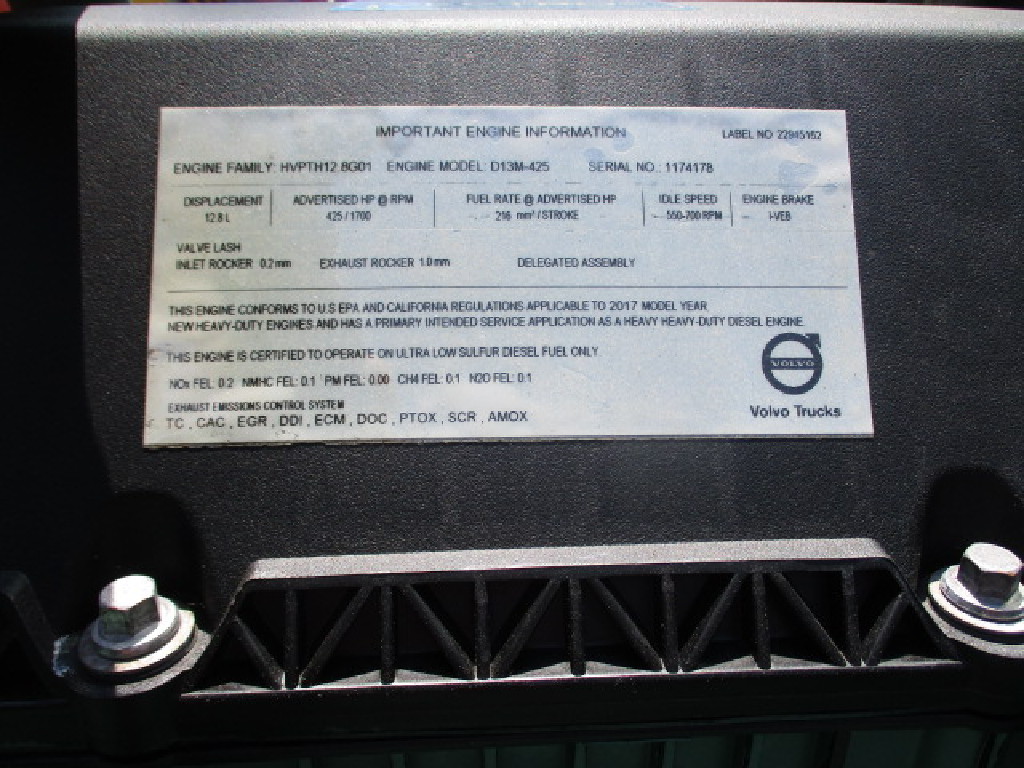 IMPORTANT ENGINE INFORMATION LABEL NO: 22945162
ENGINE FAMILY: HVPTH12.8G01 ENGINE MODEL: D13M-425 SERIAL NO.: 1174178
DISPLACEMENT ADVERTISED HP @ RPM FUEL RATE @ ADVERTISED HP IDLE SPEED ENGINE BRAKE
12.8 L 425 / 1700 mm³ / STROKE 550-700 RPM I-VEB
VALVE LASH
INLET ROCKER 0.2 mm EXHAUST ROCKER 1.0 mm DELEGATED ASSEMBLY
THIS ENGINE CONFORMS TO U.S EPA AND CALIFORNIA REGULATIONS APPLICABLE TO 2017 MODEL YEAR
NEW HEAVY-DUTY ENGINES AND HAS A PRIMARY INTENDED SERVICE APPLICATION AS A HEAVY HEAVY-DUTY DIESEL ENGINE
THIS ENGINE IS CERTIFIED TO OPERATE ON ULTRA LOW SULFUR DIESEL FUEL ONLY
NOx FEL: 0.2 NMHC FEL: 0.1 PM FEL: 0.00 CH4 FEL: 0.1 N2O FEL: 0.1
EXHAUST EMISSIONS CONTROL SYSTEM
TC , CAC , EGR , DDI , ECM , DOC , PTOX , SCR , AMOX
VOLVO
Volvo Trucks